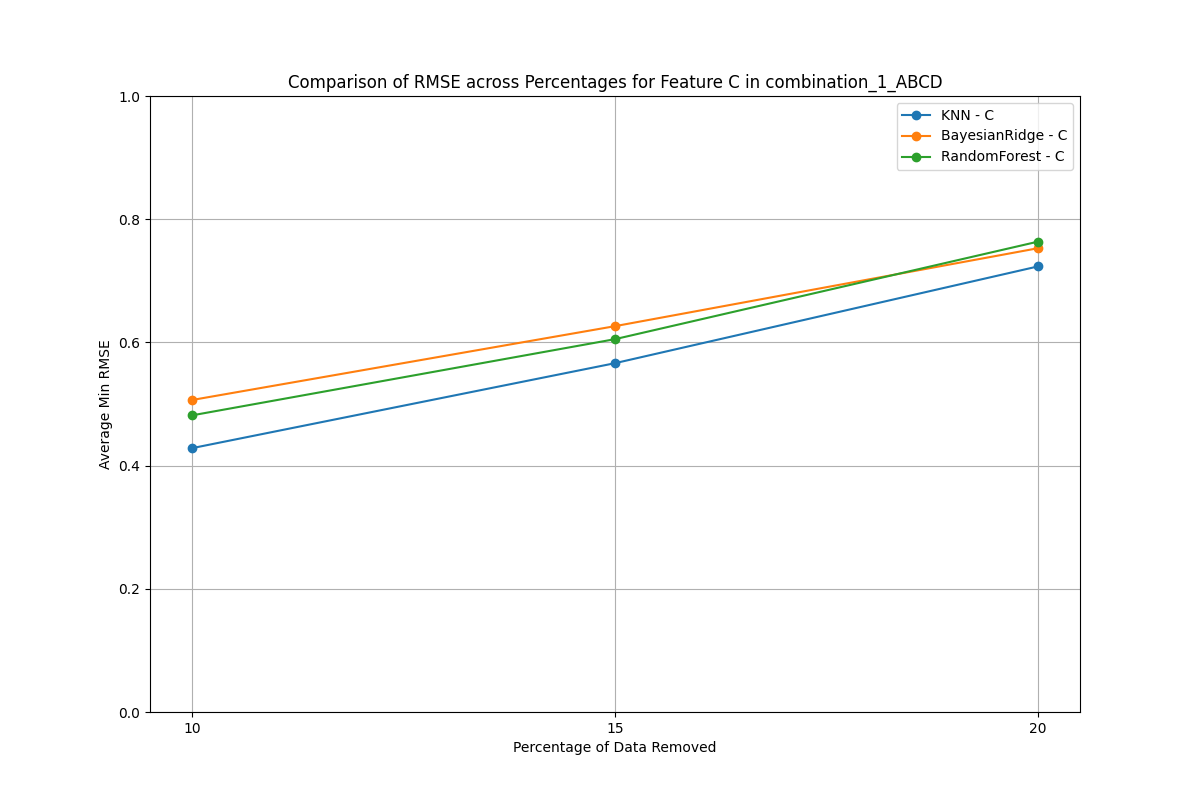 Comparison of RMSE across Percentages for Feature C in combination_1_ABCD
1.0
KNN - C
BayesianRidge - C
RandomForest - C
0.8
0.6
Average Min RMSE
0.4
0.2
0.0
10
15
20
Percentage of Data Removed